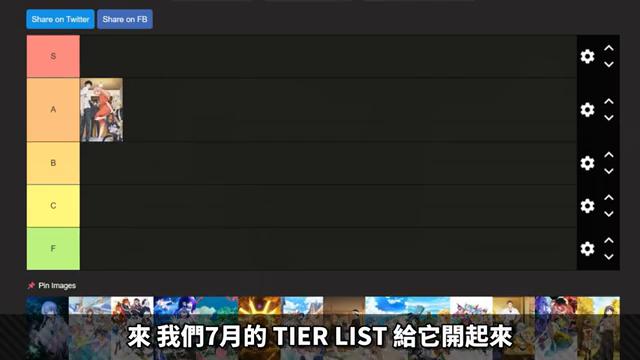 Share on Twitter
Share on FB
S
A
B
C
F
Pin Images
來 我們7月的 TIER LIST 給它開起來